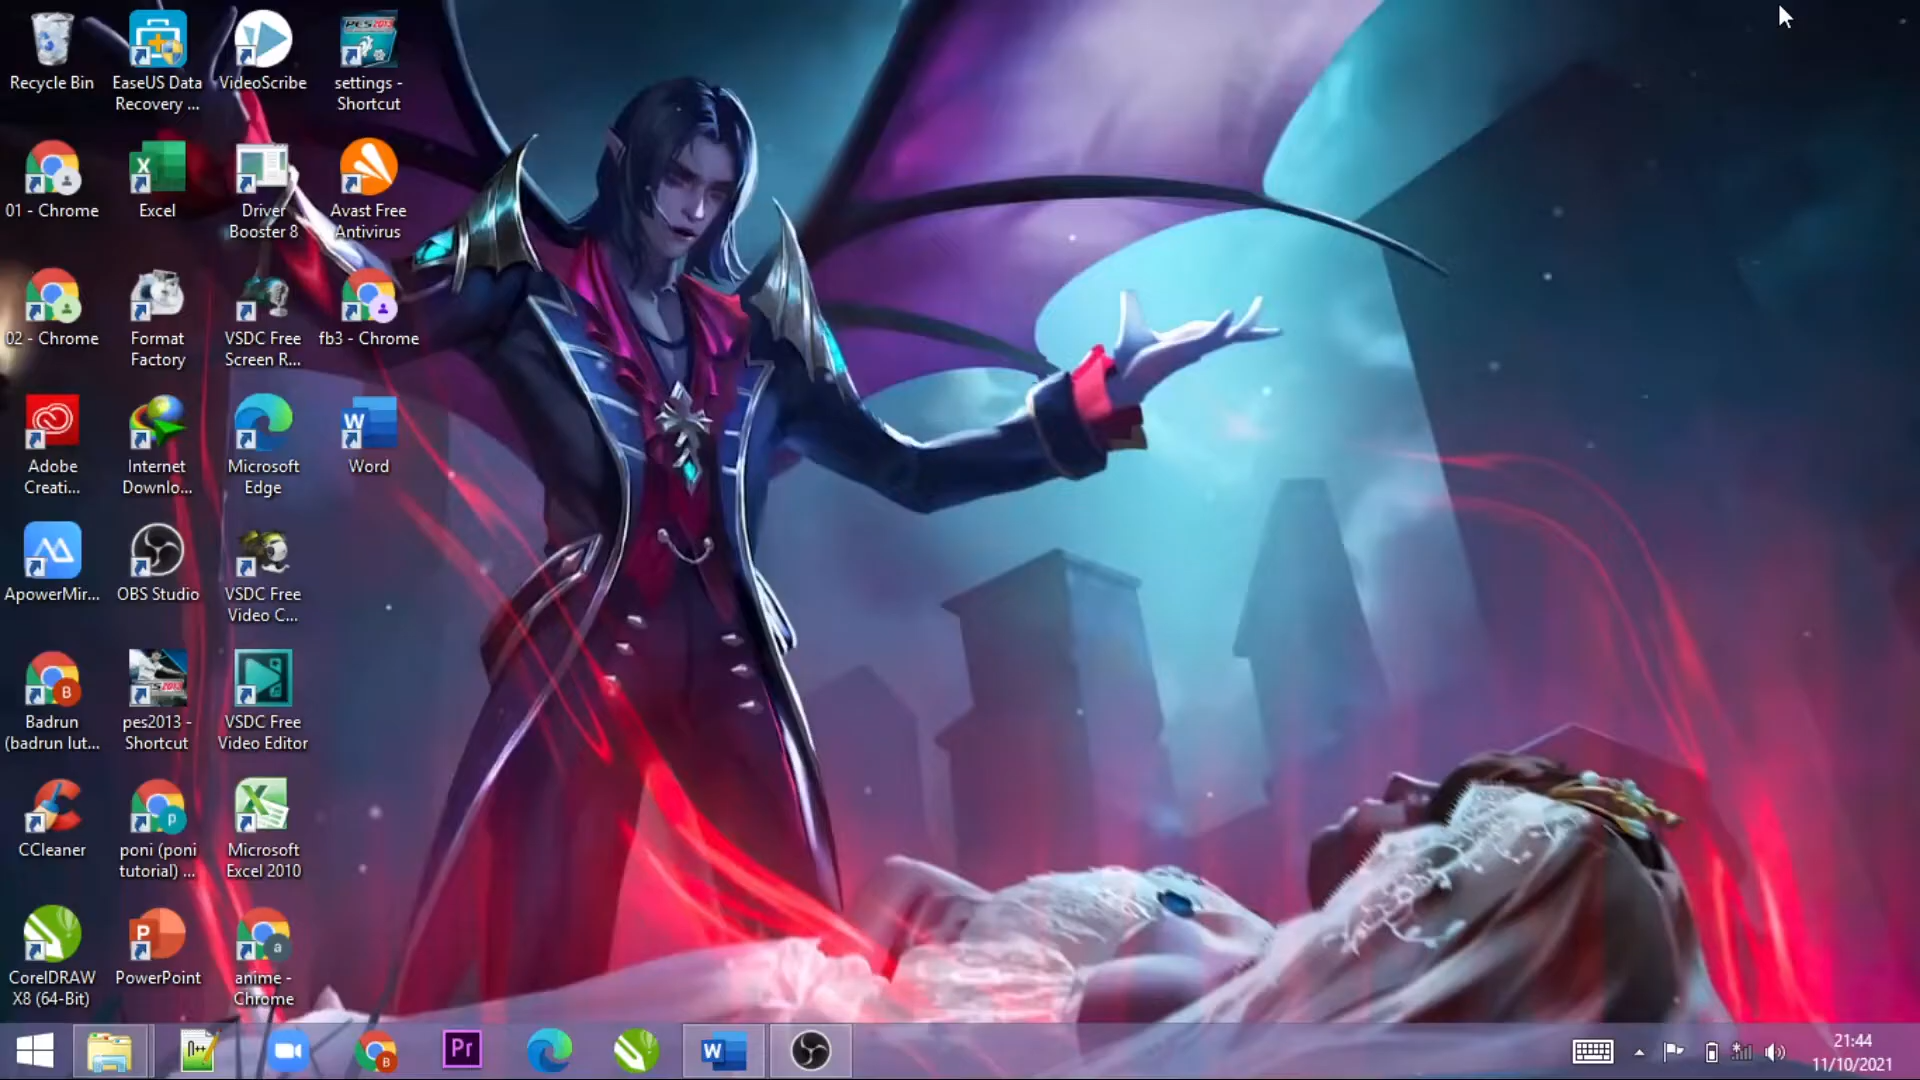 Recycle Bin
EaseUS Data
Recovery ...
VideoScribe
settings -
Shortcut
01 - Chrome
Excel
Driver
Booster 8
Avast Free
Antivirus
02 - Chrome
Format
Factory
VSDC Free
Screen R...
fb3 - Chrome
Adobe
Creati...
Internet
Downlo...
Microsoft
Edge
Word
ApowerMir...
OBS Studio
VSDC Free
Video C...
Badrun
(badrun lut...
pes2013 -
Shortcut
VSDC Free
Video Editor
CCleaner
poni (poni
tutorial) ...
Microsoft
Excel 2010
CorelDRAW
X8 (64-Bit)
PowerPoint
anime -
Chrome
21:44
11/10/2021